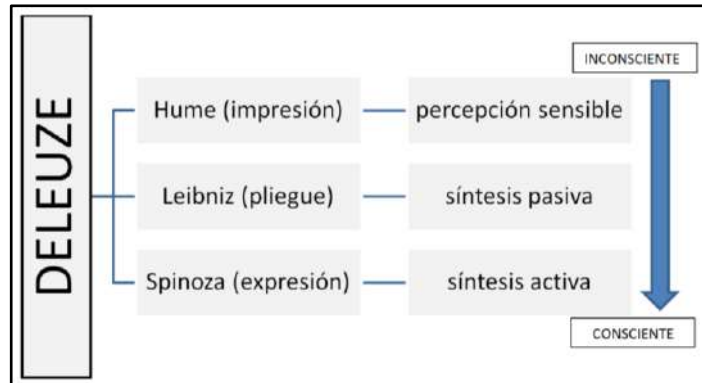 DELEUZE
INCONSCIENTE
Hume (impresión)
percepción sensible
Leibniz (pliegue)
síntesis pasiva
Spinoza (expresión)
síntesis activa
CONSCIENTE